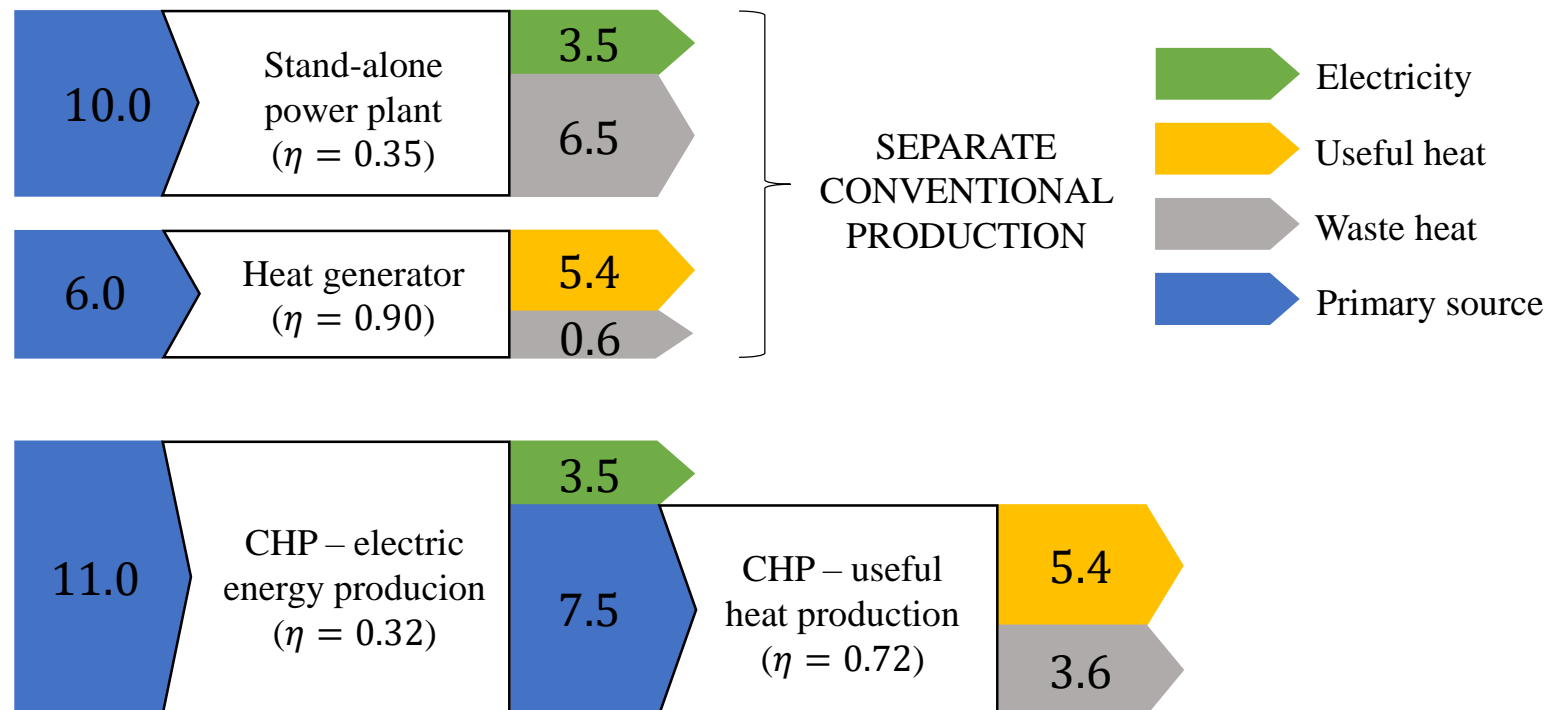 10.0
Stand-alone
power plant
(η = 0.35)
3.5
6.5
6.0
Heat generator
(η = 0.90)
5.4
0.6
SEPARATE
CONVENTIONAL
PRODUCTION
Electricity
Useful heat
Waste heat
Primary source
11.0
CHP – electric
energy producion
(η = 0.32)
3.5
7.5
CHP – useful
heat production
(η = 0.72)
5.4
3.6